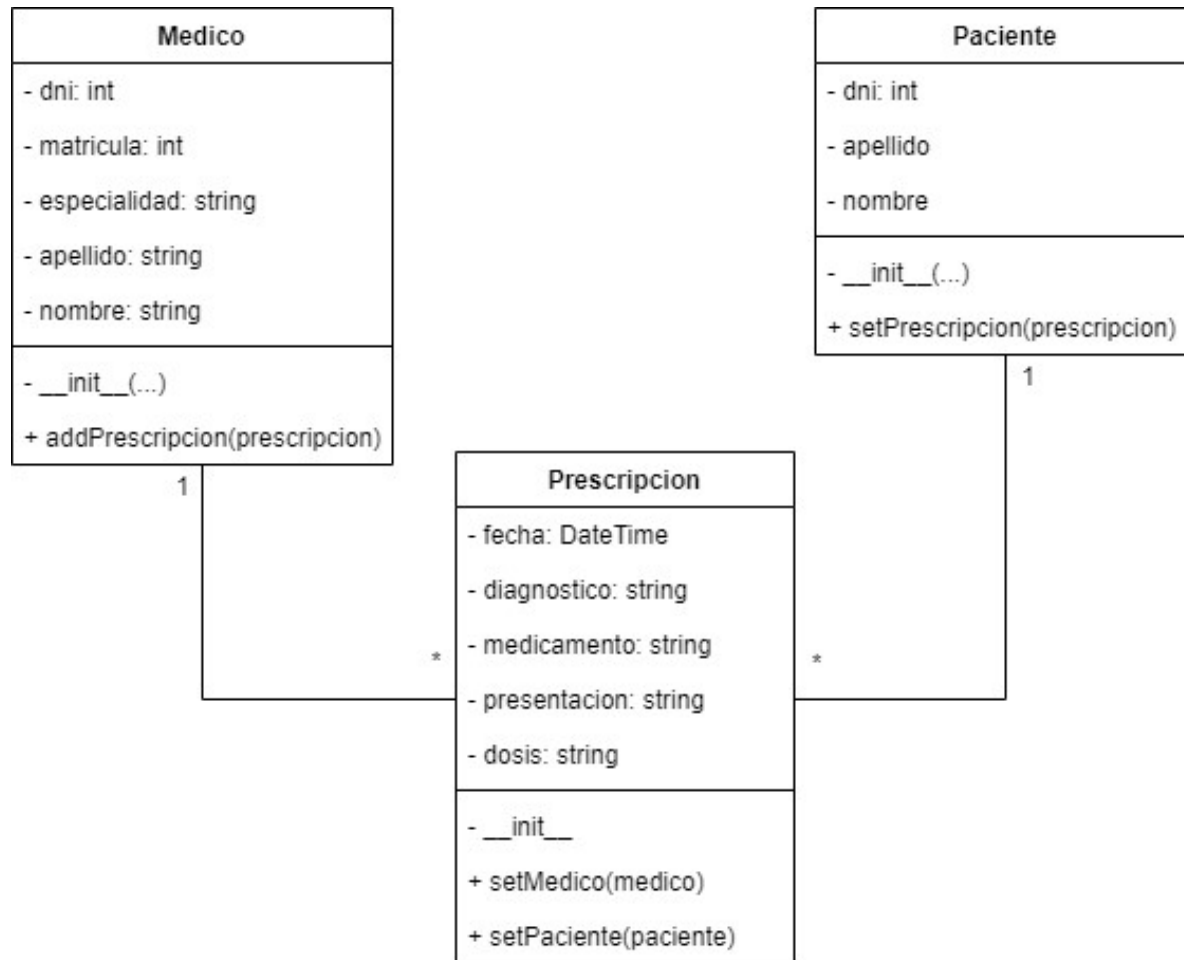 Medico
- dni: int
- matricula: int
- especialidad: string
- apellido: string
- nombre: string
- __init__(...)
+ addPrescripcion(prescripcion)
1
Paciente
- dni: int
- apellido
- nombre
- __init__(...)
+ setPrescripcion(prescripcion)
1
Prescripcion
- fecha: DateTime
- diagnostico: string
- medicamento: string
- presentacion: string
- dosis: string
- __init__
+ setMedico(medico)
+ setPaciente(paciente)
*
*